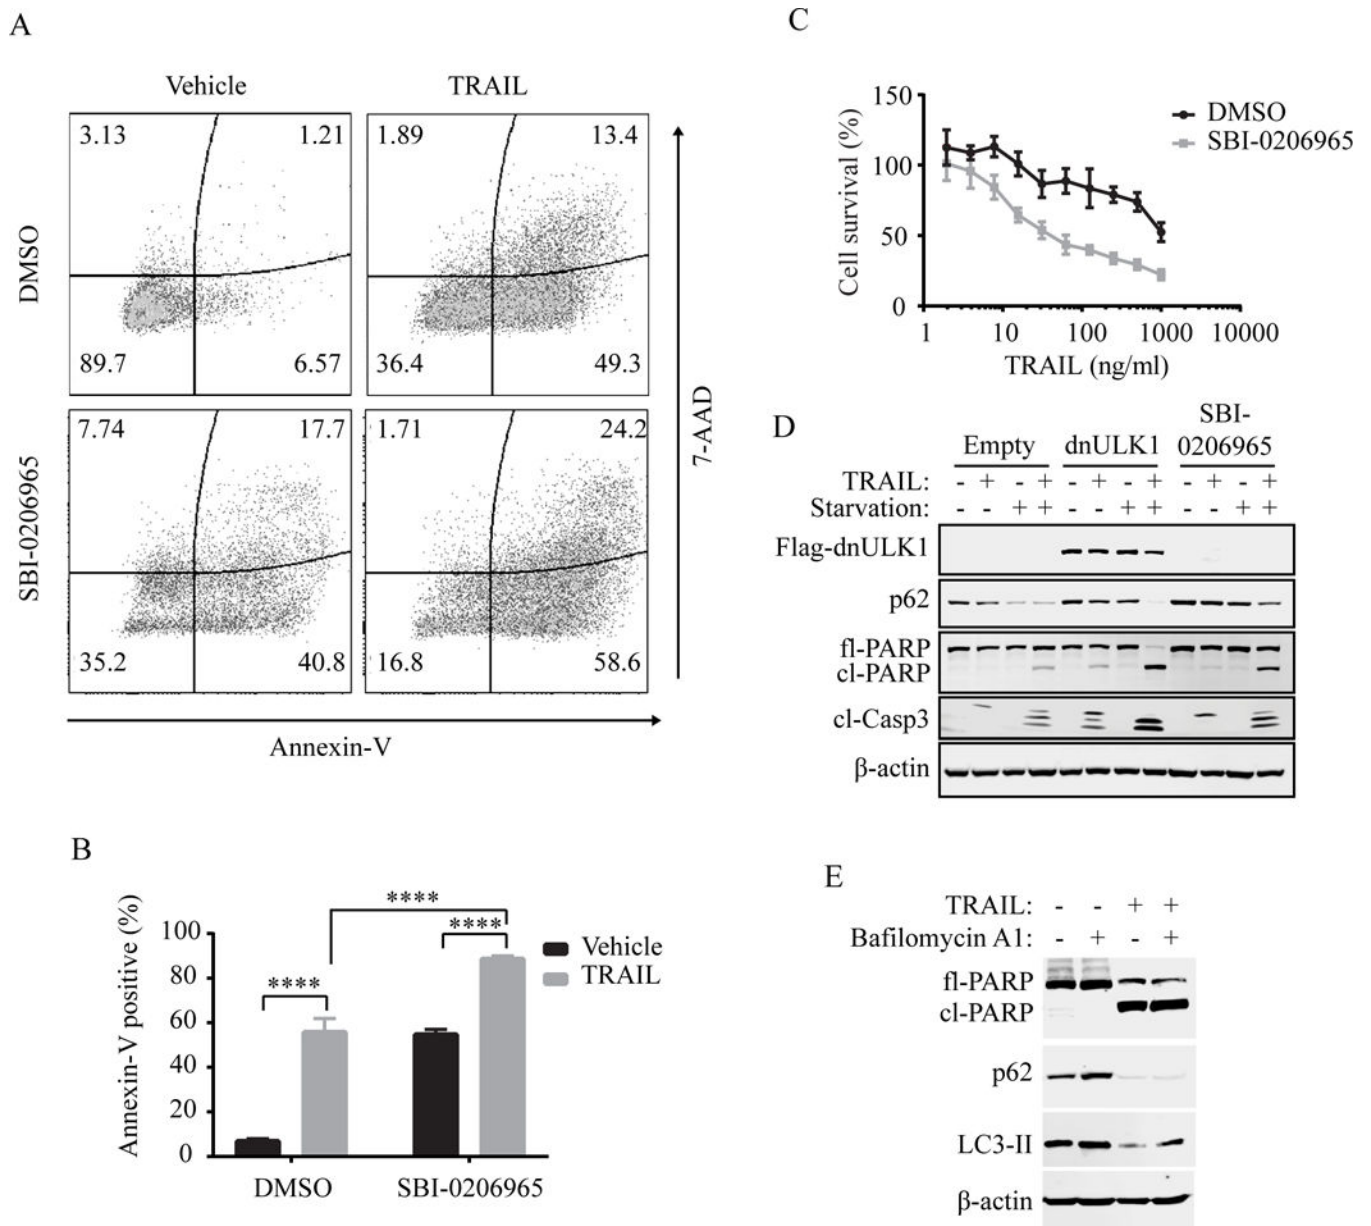 A
Vehicle TRAIL
DMSO
3.13 1.21
89.7 6.57
1.89 13.4
36.4 49.3
SBI-0206965
7.74 17.7
35.2 40.8
1.71 24.2
16.8 58.6
7-AAD
Annexin-V
B
Annexin-V positive (%)
100
80
60
40
20
0
****
****
****
Vehicle
TRAIL
DMSO SBI-0206965
C
Cell survival (%)
150
100
50
0
1 10 100 1000 10000
TRAIL (ng/ml)
DMSO
SBI-0206965
D
Empty dnULK1 SBI-
0206965
TRAIL: - + - + - + - + - + - +
Starvation: - - + + - - + + - - + +
Flag-dnULK1
p62
fl-PARP
cl-PARP
cl-Casp3
β-actin
E
TRAIL: - - + +
Bafilomycin A1: - + - +
fl-PARP
cl-PARP
p62
LC3-II
β-actin